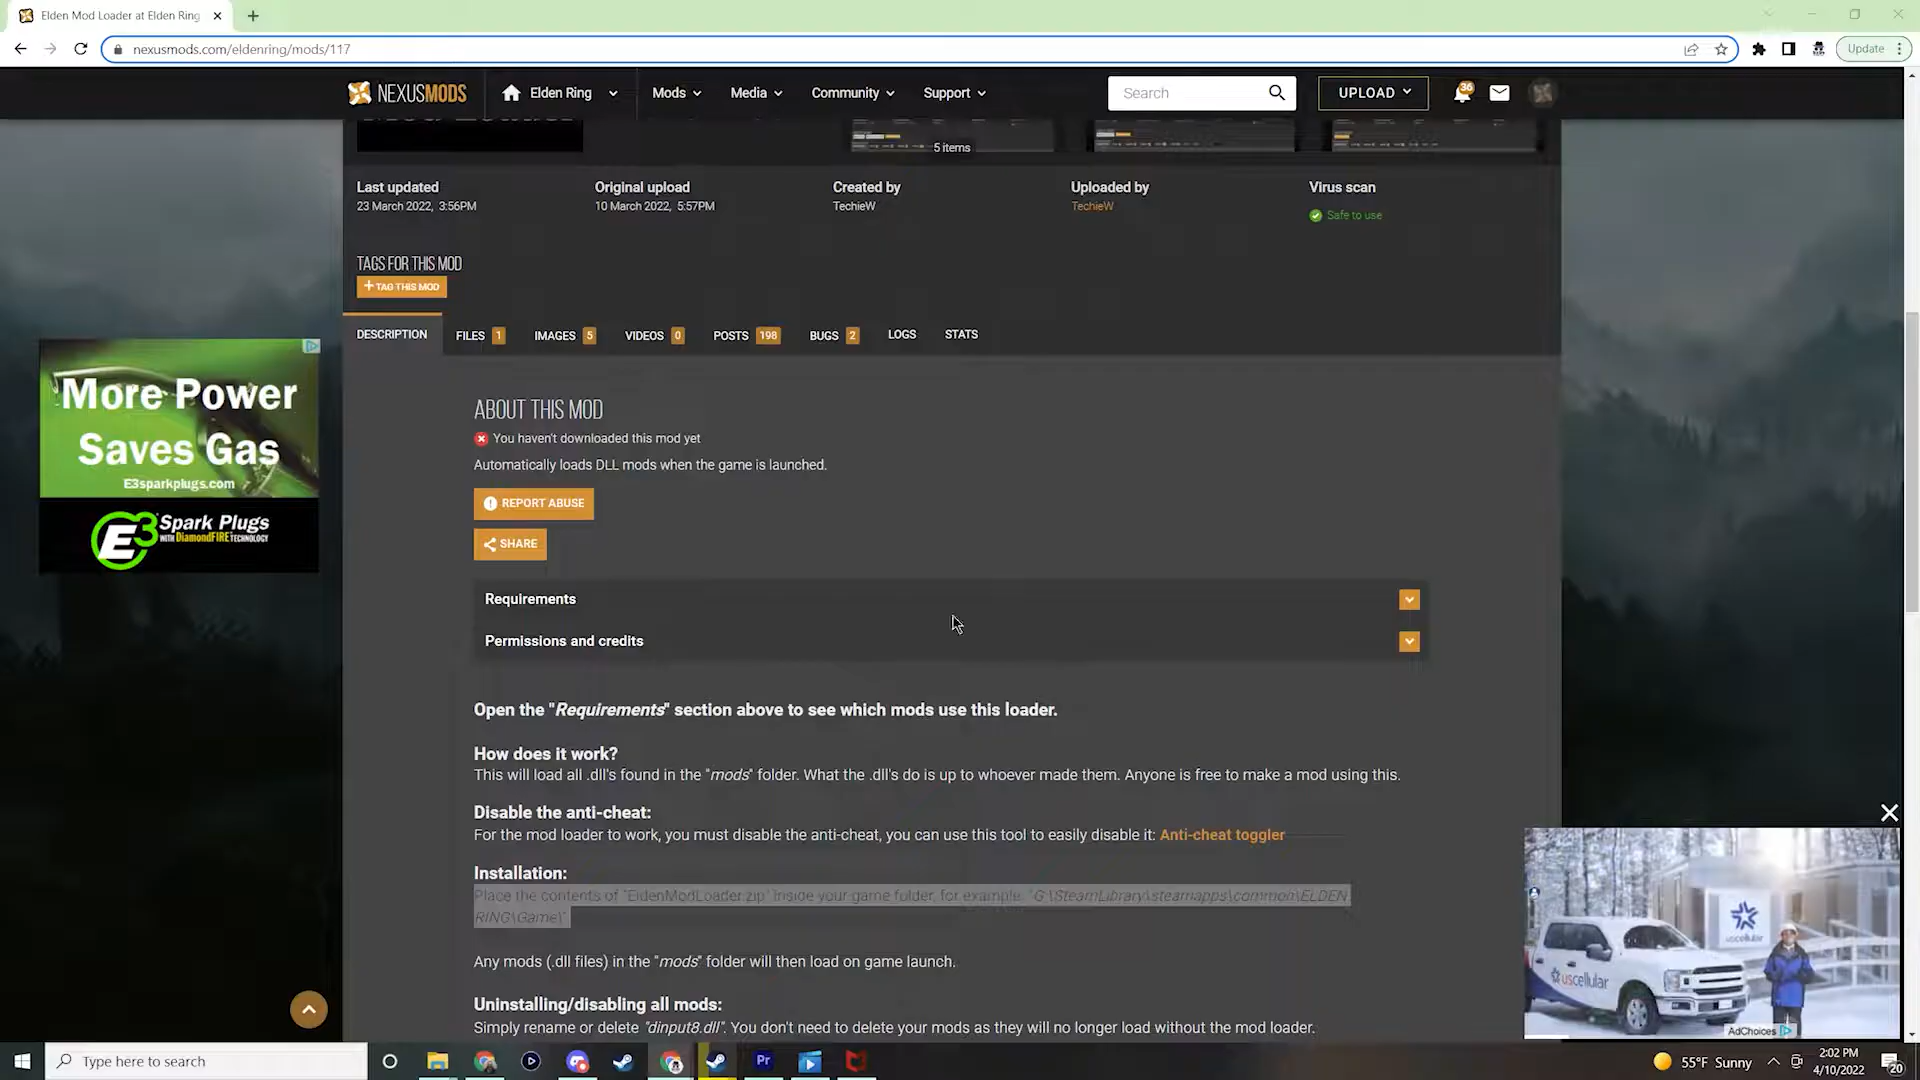 Elden Mod Loader at Elden Ring
nexusmods.com/eldenring/mods/117
Update
NEXUSMODS
Elden Ring
Mods
Media
Community
Support
Search
UPLOAD
36
5 items
Last updated
23 March 2022, 3:56PM
Original upload
10 March 2022, 5:57PM
Created by
TechieW
Uploaded by
TechieW
Virus scan
Safe to use
TAGS FOR THIS MOD
+ TAG THIS MOD
DESCRIPTION
FILES 1
IMAGES 5
VIDEOS 0
POSTS 198
BUGS 2
LOGS
STATS
More Power
Saves Gas
E3sparkplugs.com
E3 Spark Plugs
WITH DiamondFIRE TECHNOLOGY
ABOUT THIS MOD
You haven't downloaded this mod yet
Automatically loads DLL mods when the game is launched.
REPORT ABUSE
SHARE
Requirements
Permissions and credits
Open the "Requirements" section above to see which mods use this loader.
How does it work?
This will load all .dll's found in the "mods" folder. What the .dll's do is up to whoever made them. Anyone is free to make a mod using this.
Disable the anti-cheat:
For the mod loader to work, you must disable the anti-cheat, you can use this tool to easily disable it: Anti-cheat toggler
Installation:
Place the contents of "EldenModLoader.zip" inside your game folder, for example: "G:\SteamLibrary\steamapps\common\ELDEN
RING\Game\"
Any mods (.dll files) in the "mods" folder will then load on game launch.
Uninstalling/disabling all mods:
Simply rename or delete "dinput8.dll". You don't need to delete your mods as they will no longer load without the mod loader.
uscellular
uscellular
AdChoices
Type here to search
Pr
55°F Sunny
2:02 PM
4/10/2022
20